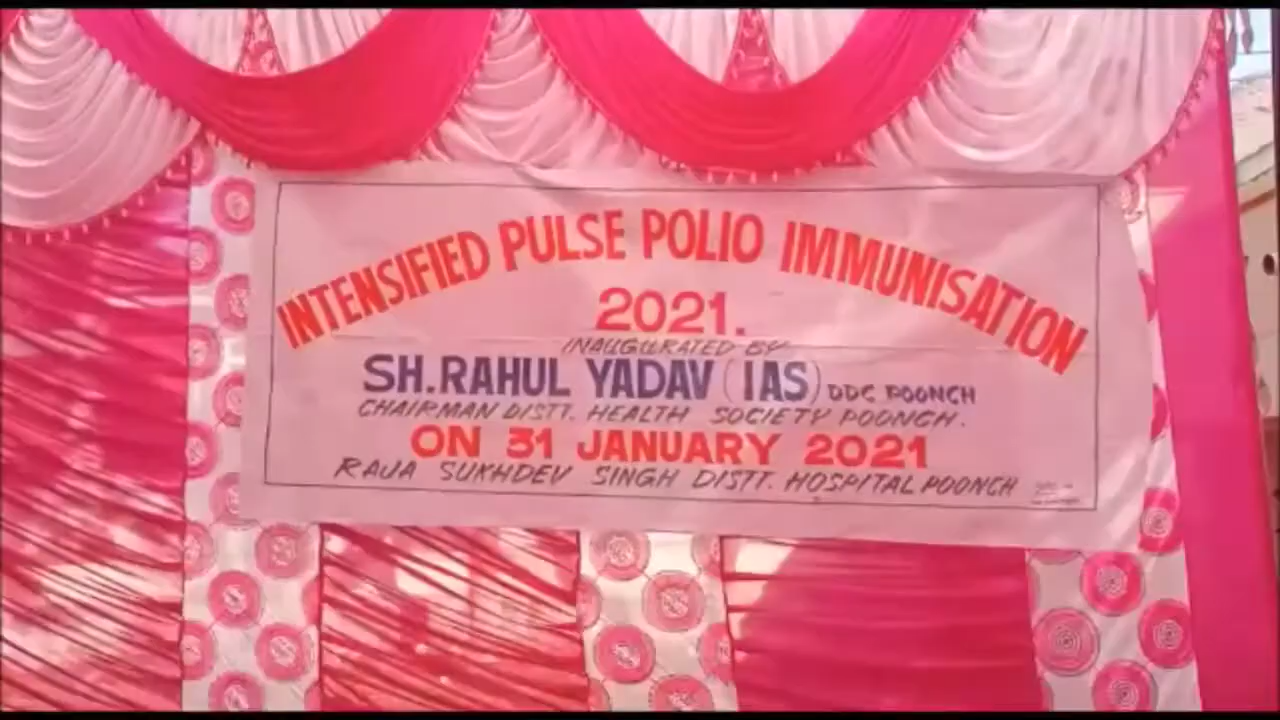 INTENSIFIED PULSE POLIO IMMUNISATION
2021.
INAUGURATED BY
SH.RAHUL YADAV (IAS) DDC POONCH
CHAIRMAN DISTT. HEALTH SOCIETY POONCH.
ON 31 JANUARY 2021
RAJA SUKHDEV SINGH DISTT. HOSPITAL POONCH